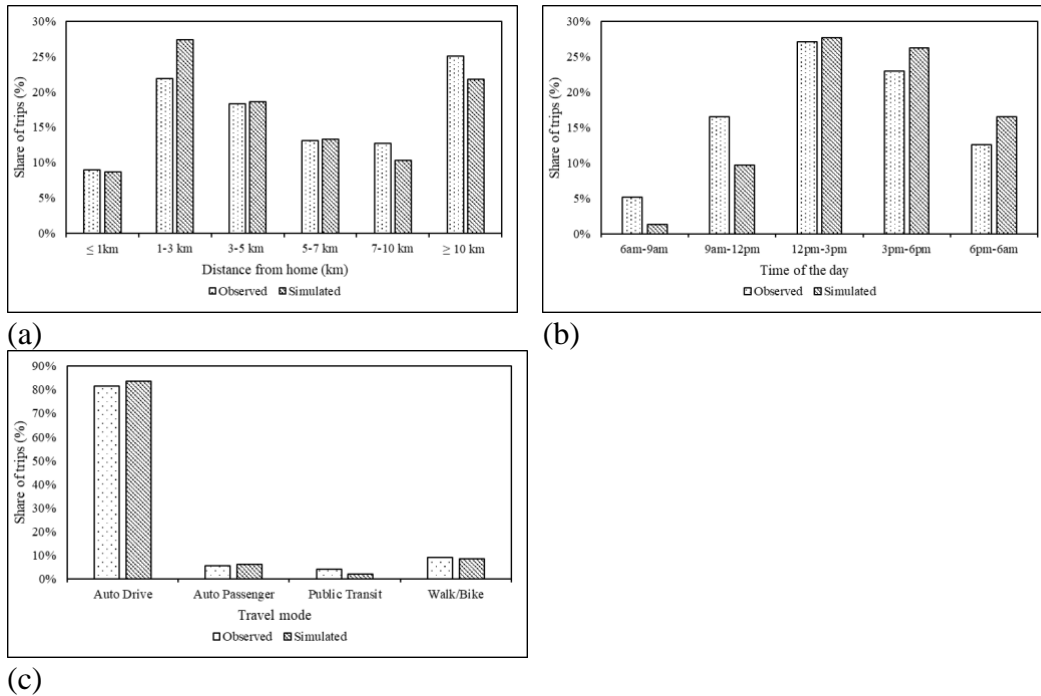 30%
25%
20%
15%
10%
5%
0%
Share of trips (%)
≤ 1km 1-3 km 3-5 km 5-7 km 7-10 km ≥ 10 km
Distance from home (km)
Observed Simulated
(a)
30%
25%
20%
15%
10%
5%
0%
Share of trips (%)
6am-9am 9am-12pm 12pm-3pm 3pm-6pm 6pm-6am
Time of the day
Observed Simulated
(b)
90%
80%
70%
60%
50%
40%
30%
20%
10%
0%
Share of trips (%)
Auto Drive Auto Passenger Public Transit Walk/Bike
Travel mode
Observed Simulated
(c)